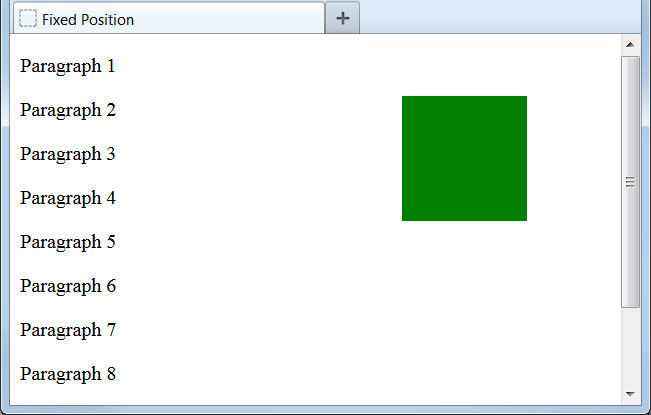 Fixed Position
Paragraph 1
Paragraph 2
Paragraph 3
Paragraph 4
Paragraph 5
Paragraph 6
Paragraph 7
Paragraph 8